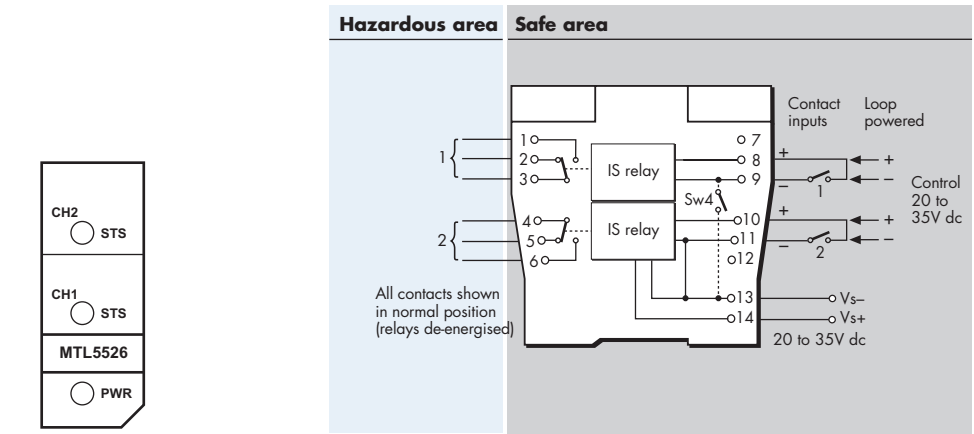 CH2
STS
CH1
STS
MTL5526
PWR
Hazardous area
Safe area
Contact inputs
Loop powered
1
1
2
3
IS relay
7
8
9
+
–
1
+
–
Sw4
Control
20 to
35V dc
2
4
5
6
IS relay
10
11
12
+
–
2
+
–
All contacts shown
in normal position
(relays de-energised)
13
Vs–
14
Vs+
20 to 35V dc